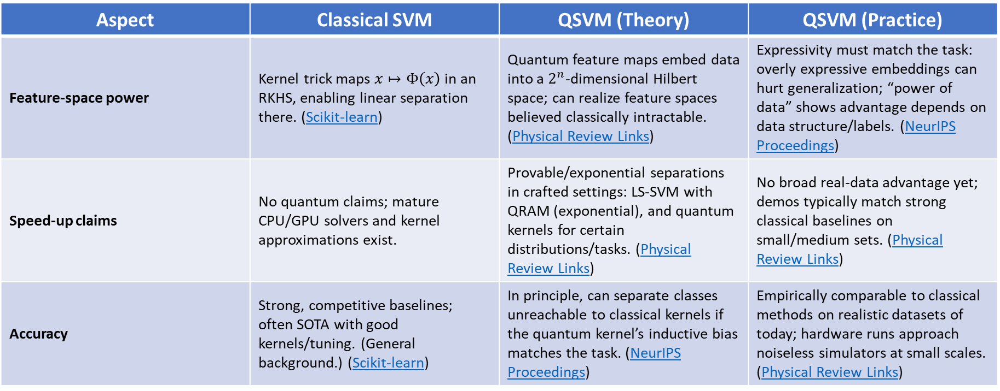 Aspect
Classical SVM
QSVM (Theory)
QSVM (Practice)
Feature-space power
Kernel trick maps 𝑥 ↦ Φ(𝑥) in an
RKHS, enabling linear separation
there. (Scikit-learn)
Quantum feature maps embed data
into a 2ⁿ-dimensional Hilbert
space; can realize feature spaces
believed classically intractable.
(Physical Review Links)
Expressivity must match the task:
overly expressive embeddings can
hurt generalization; “power of
data” shows advantage depends on
data structure/labels. (NeurIPS
Proceedings)
Speed-up claims
No quantum claims; mature
CPU/GPU solvers and kernel
approximations exist.
Provable/exponential separations
in crafted settings: LS-SVM with
QRAM (exponential), and quantum
kernels for certain
distributions/tasks. (Physical
Review Links)
No broad real-data advantage yet;
demos typically match strong
classical baselines on
small/medium sets. (Physical
Review Links)
Accuracy
Strong, competitive baselines;
often SOTA with good
kernels/tuning. (General
background.) (Scikit-learn)
In principle, can separate classes
unreachable to classical kernels if
the quantum kernel’s inductive bias
matches the task. (NeurIPS
Proceedings)
Empirically comparable to classical
methods on realistic datasets of
today; hardware runs approach
noiseless simulators at small scales.
(Physical Review Links)